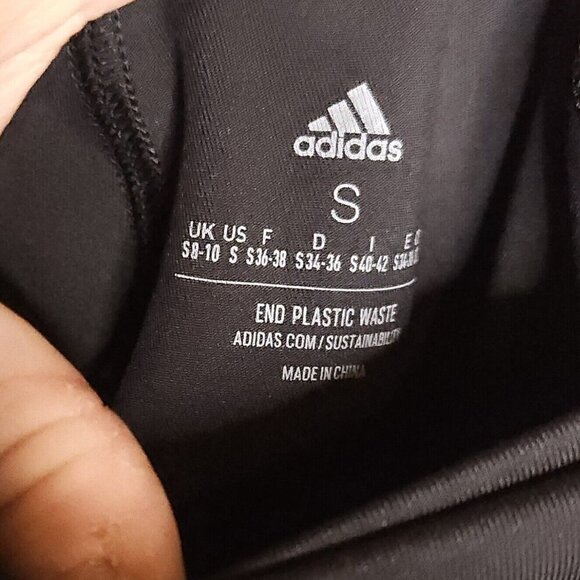 adidas
S
UK US F D I E
S8-10 S S36-38 S34-36 S40-42
END PLASTIC WASTE
ADIDAS.COM/SUSTAINABILITY
MADE IN CHINA